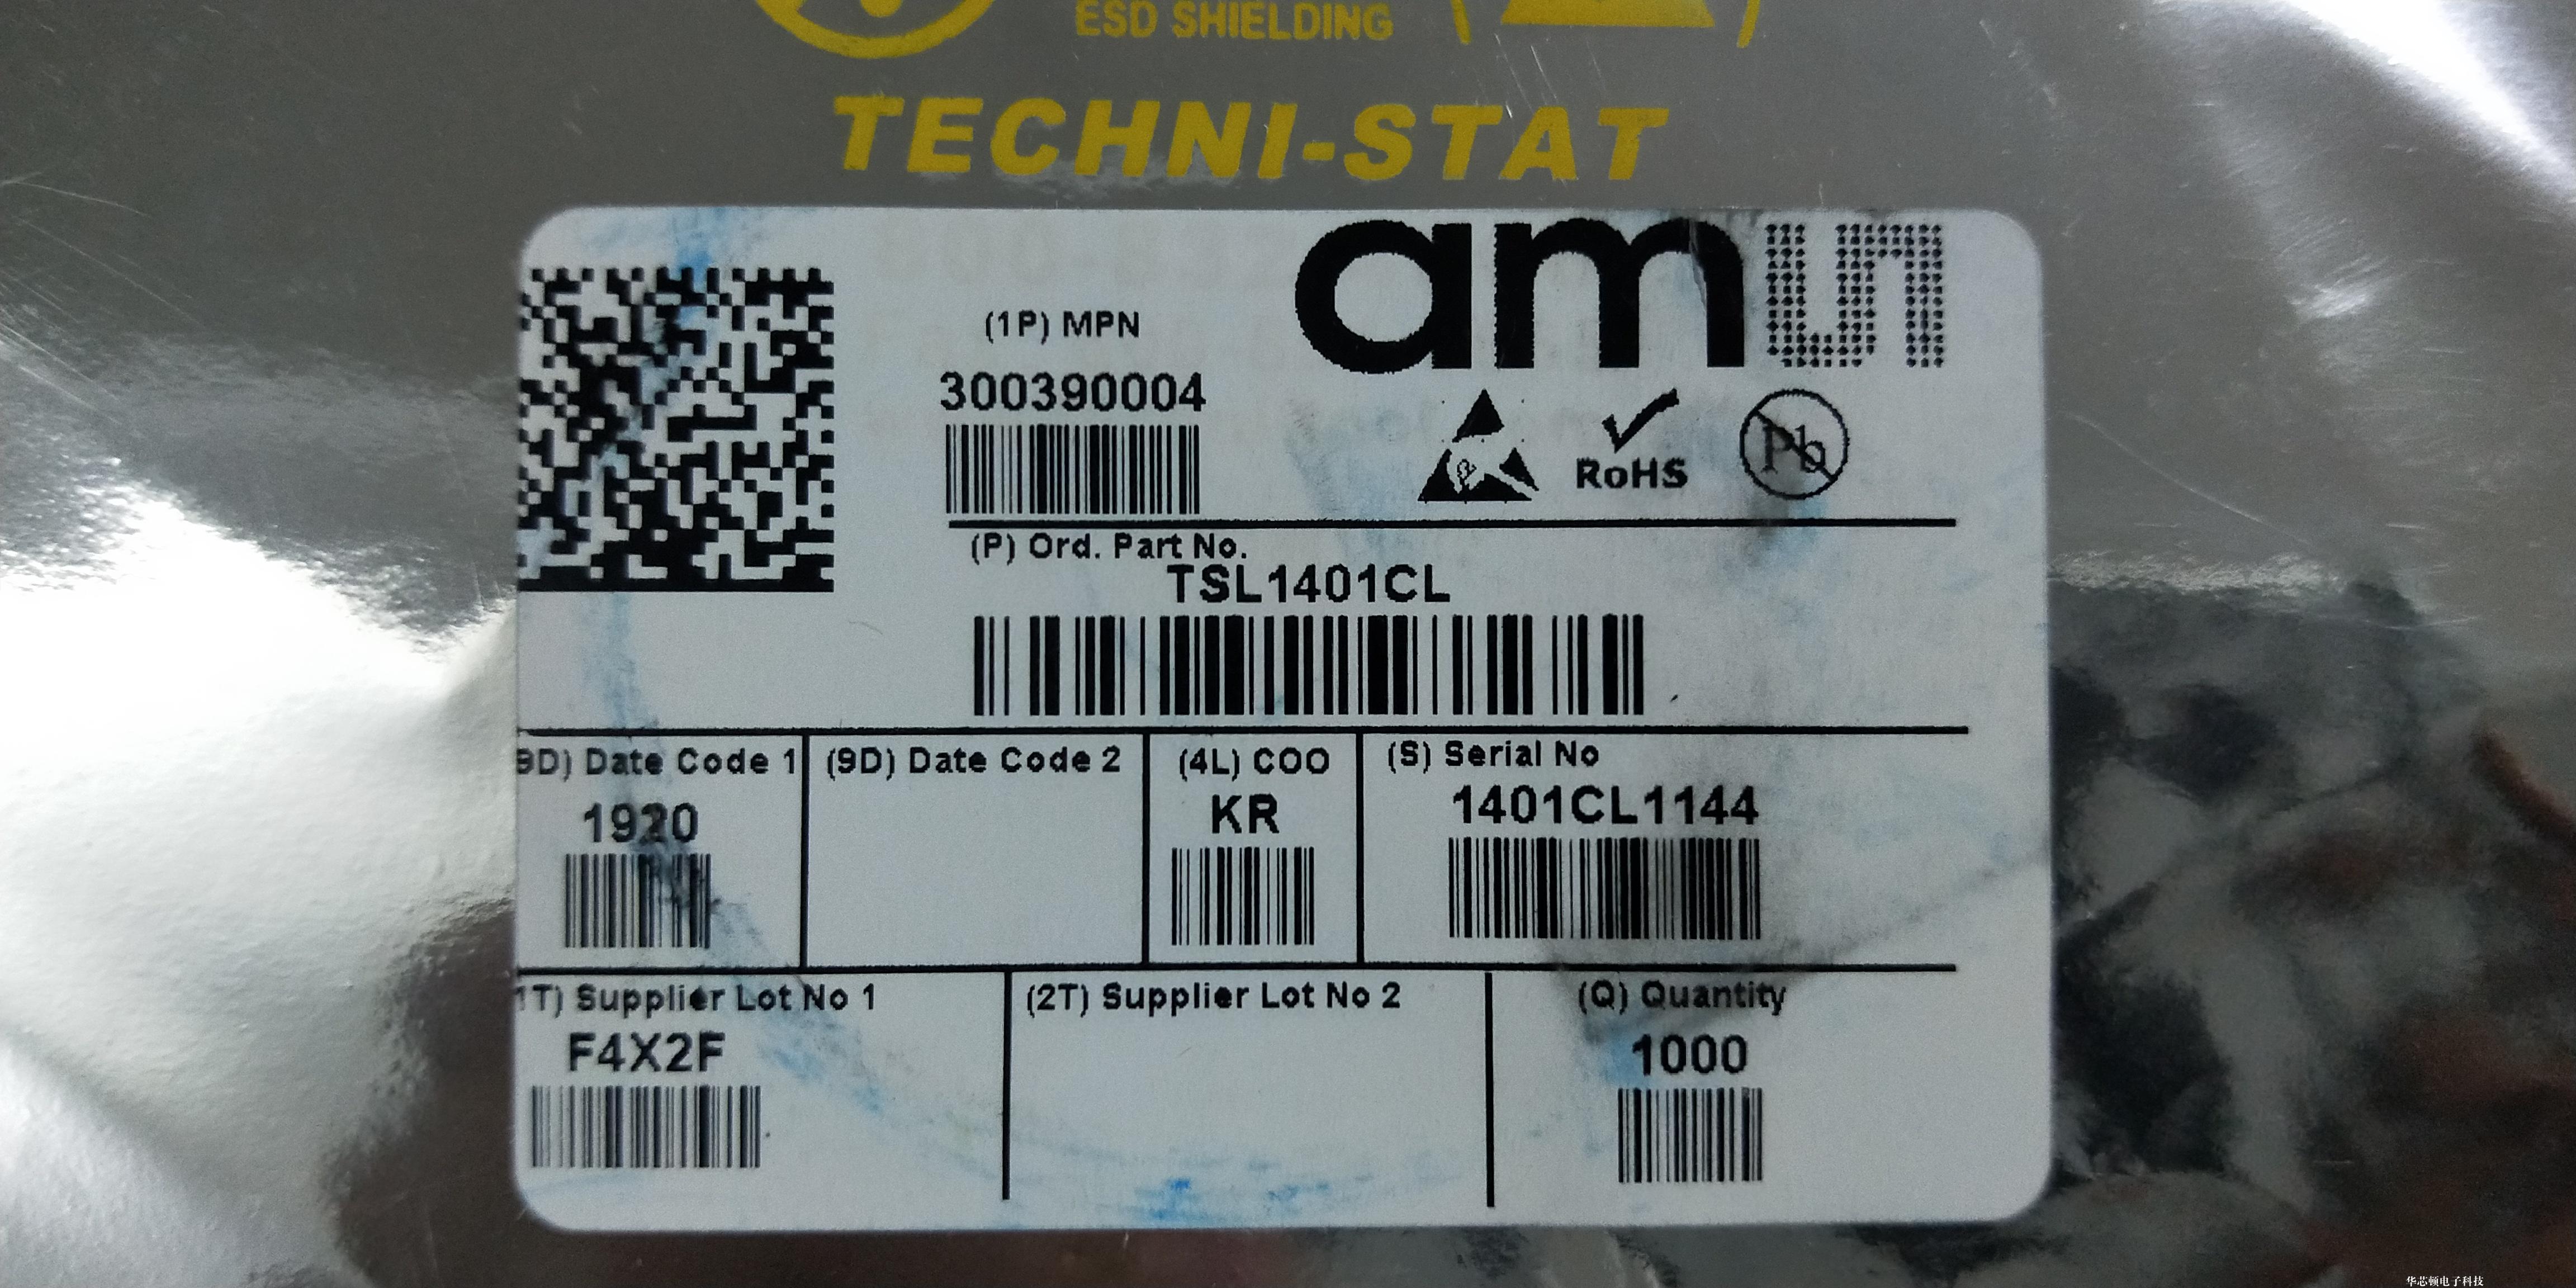 ESD SHIELDING
TECHNI-STAT
am
(1P) MPN
300390004
RoHS
Pb
(P) Ord. Part No.
TSL1401CL
9D) Date Code 1
1920
(9D) Date Code 2
(4L) COO
KR
(S) Serial No
1401CL1144
1T) Supplier Lot No 1
F4X2F
(2T) Supplier Lot No 2
(Q) Quantity
1000
华芯顿电子科技